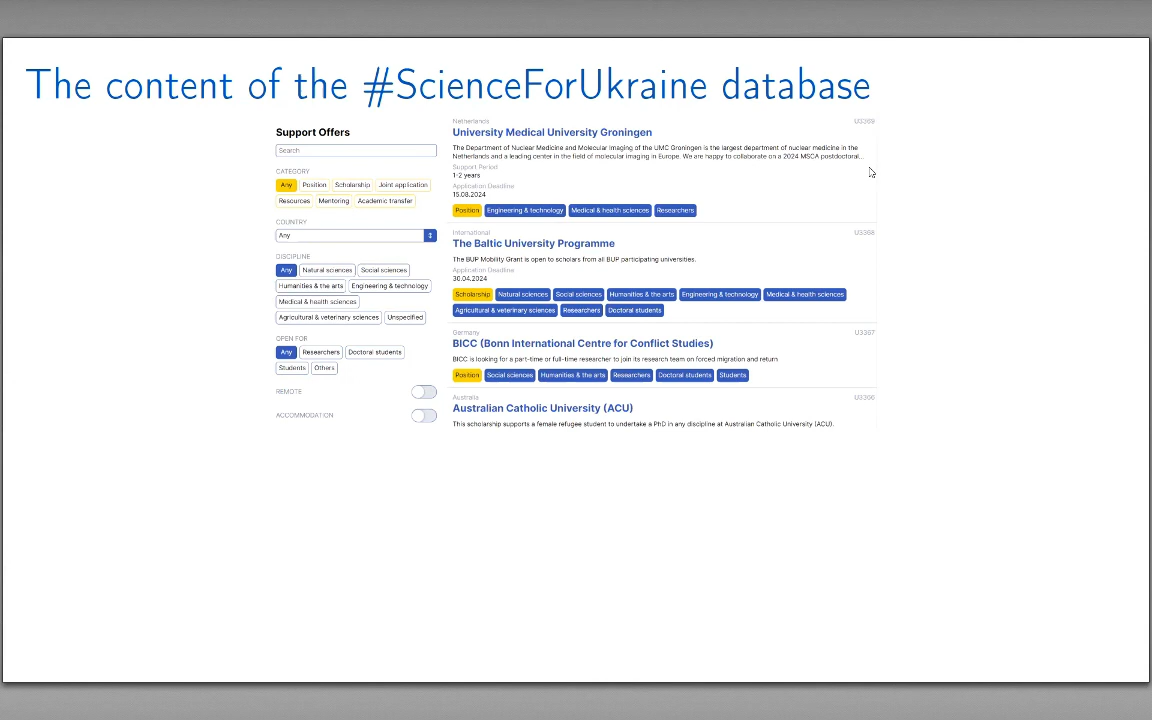 The content of the #ScienceForUkraine database
Support Offers
Search
CATEGORY
Any Position Scholarship Joint application
Resources Mentoring Academic transfer
COUNTRY
Any
DISCIPLINE
Any Natural sciences Social sciences
Humanities & the arts Engineering & technology
Medical & health sciences
Agricultural & veterinary sciences Unspecified
OPEN FOR
Any Researchers Doctoral students
Students Others
REMOTE
ACCOMMODATION
Netherlands U3369
University Medical University Groningen
The Department of Nuclear Medicine and Molecular Imaging of the UMC Groningen is the largest department of nuclear medicine in the
Netherlands and a leading center in the field of molecular imaging in Europe. We are happy to collaborate on a 2024 MSCA postdoctoral...
Support Period
1-2 years
Application Deadline
15.08.2024
Position Engineering & technology Medical & health sciences Researchers
International U3368
The Baltic University Programme
The BUP Mobility Grant is open to scholars from all BUP participating universities.
Application Deadline
30.04.2024
Scholarship Natural sciences Social sciences Humanities & the arts Engineering & technology Medical & health sciences
Agricultural & veterinary sciences Researchers Doctoral students
Germany U3367
BICC (Bonn International Centre for Conflict Studies)
BICC is looking for a part-time or full-time researcher to join its research team on forced migration and return
Position Social sciences Humanities & the arts Researchers Doctoral students Students
Australia U3366
Australian Catholic University (ACU)
This scholarship supports a female refugee student to undertake a PhD in any discipline at Australian Catholic University (ACU).